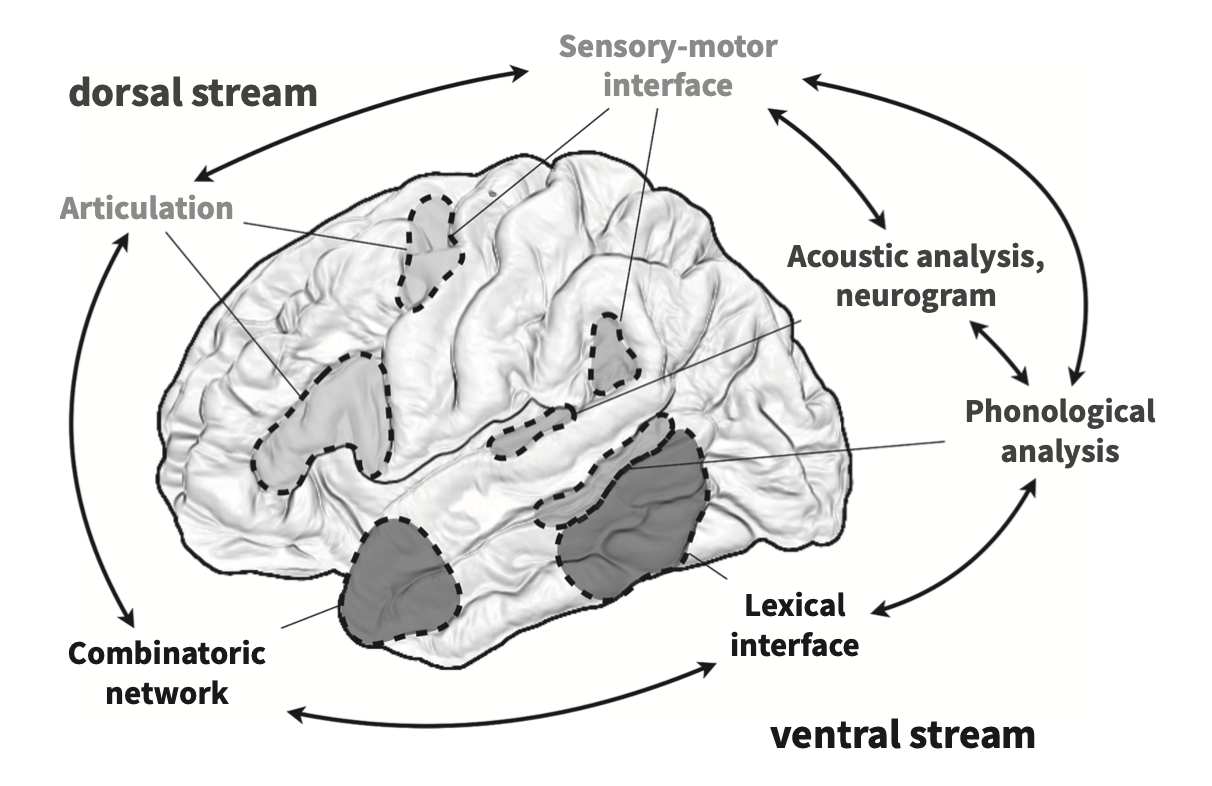 Sensory-motor
interface
dorsal stream
Articulation
Acoustic analysis,
neurogram
Phonological
analysis
Lexical
interface
Combinatoric
network
ventral stream